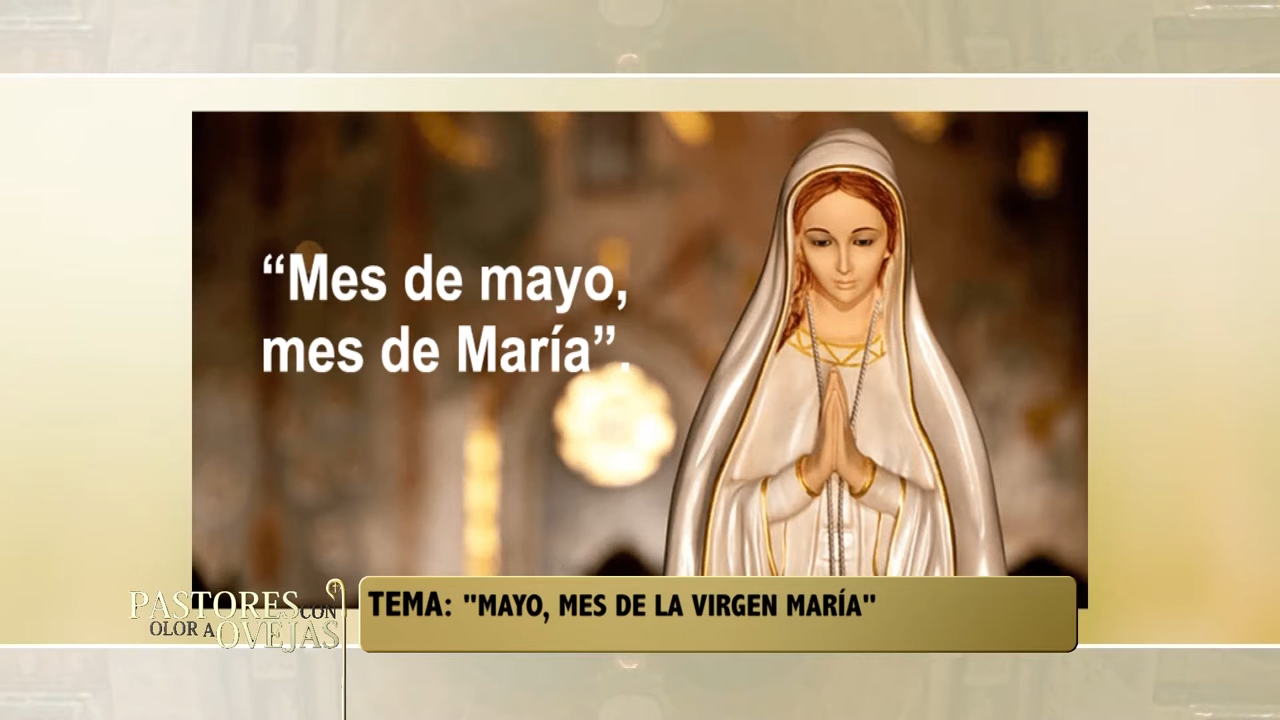 “Mes de mayo,
mes de María”.
PASTORES CON
OLOR A OVEJAS
TEMA: "MAYO, MES DE LA VIRGEN MARÍA"